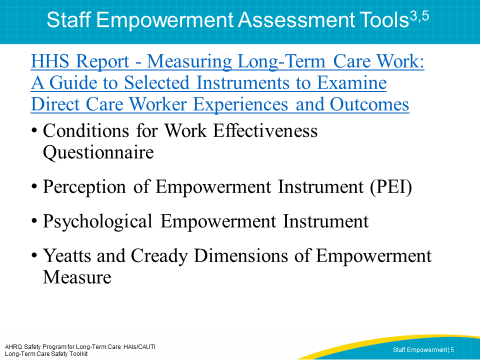 Staff Empowerment Assessment Tools3,5
HHS Report - Measuring Long-Term Care Work:
A Guide to Selected Instruments to Examine
Direct Care Worker Experiences and Outcomes
• Conditions for Work Effectiveness
Questionnaire
• Perception of Empowerment Instrument (PEI)
• Psychological Empowerment Instrument
• Yeatts and Cready Dimensions of Empowerment
Measure
AHRQ Safety Program for Long-Term Care: HAIs/CAUTI
Long-Term Care Safety Toolkit
Staff Empowerment| 5